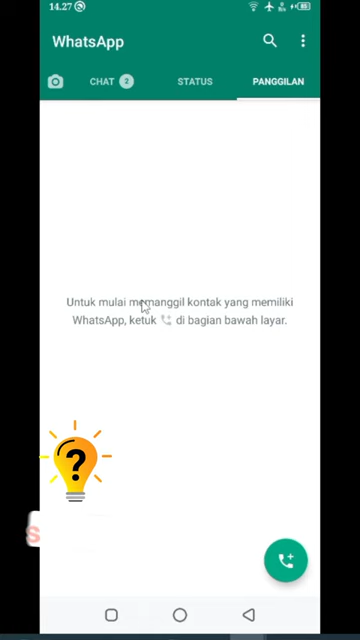 14.27
85
WhatsApp
CHAT 2 STATUS PANGGILAN
Untuk mulai memanggil kontak yang memiliki
WhatsApp, ketuk di bagian bawah layar.
?
S